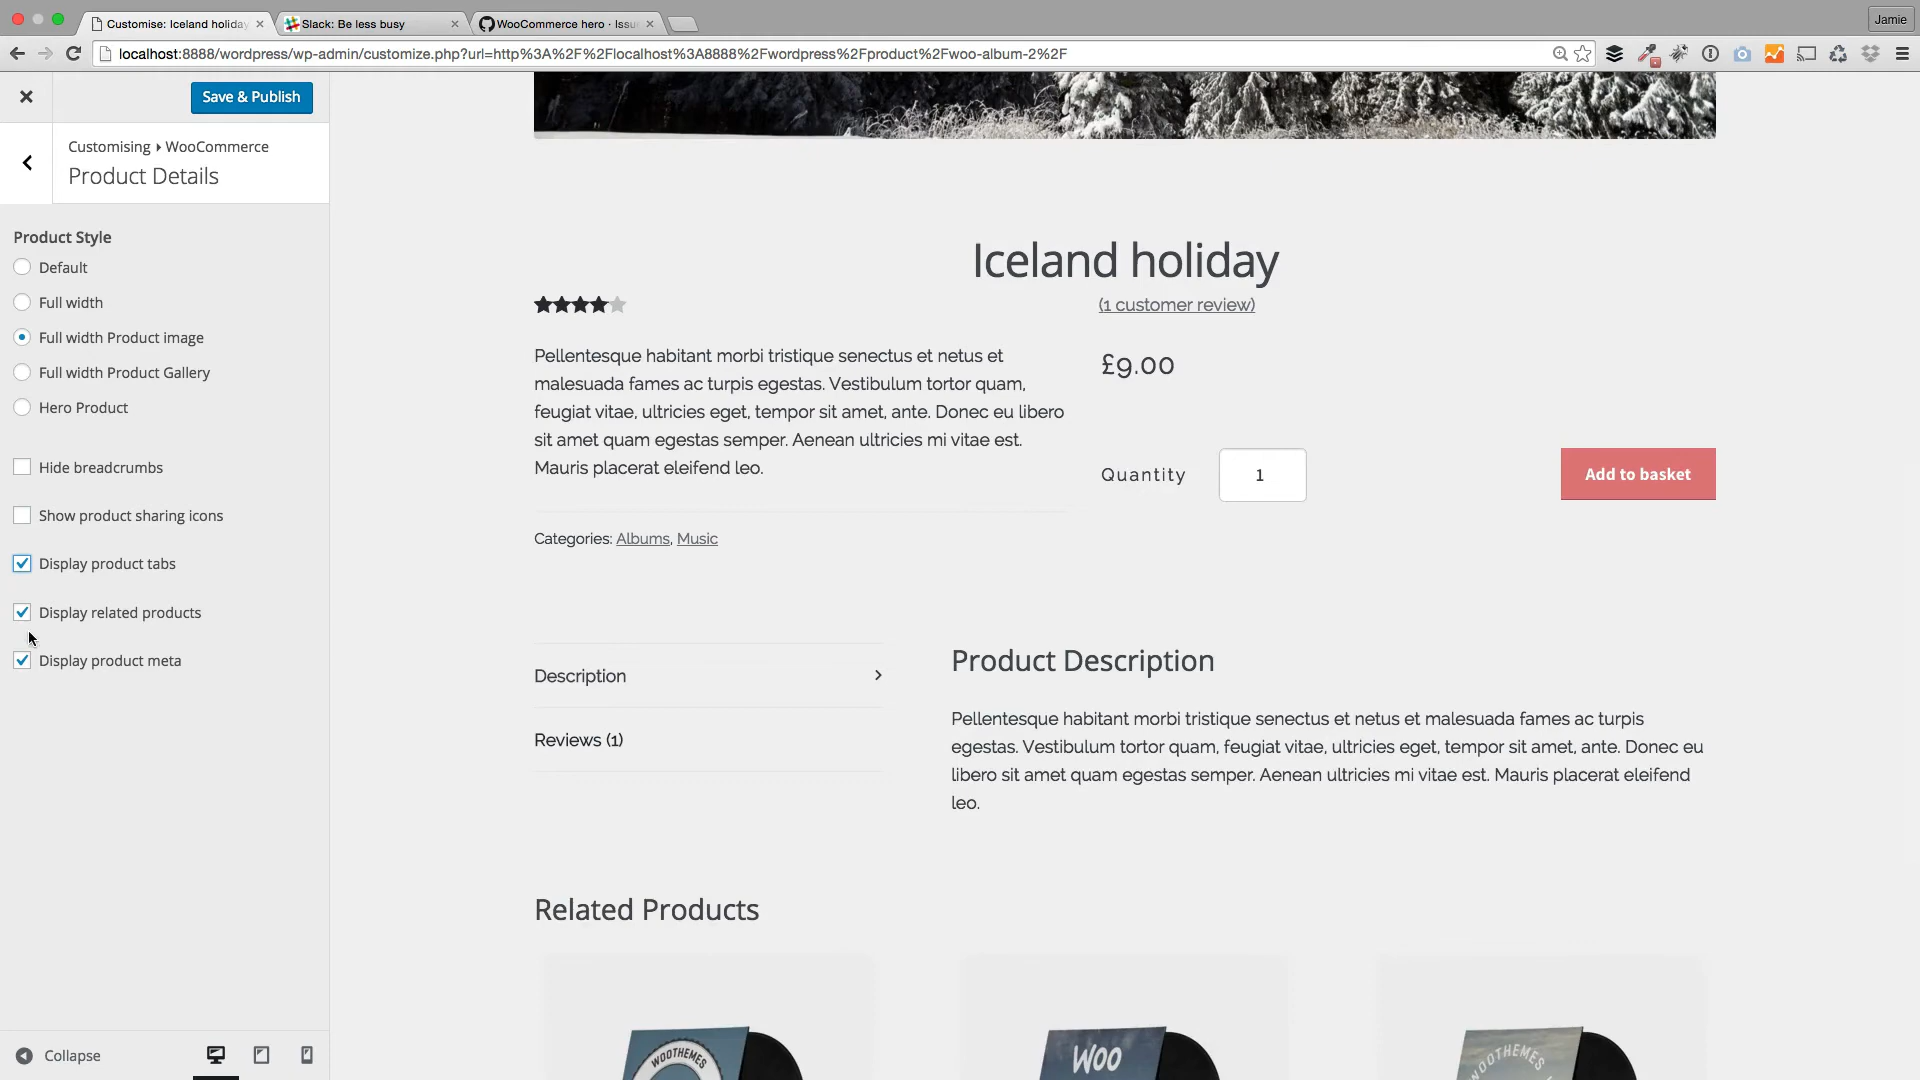 Customise: Iceland holiday
Slack: Be less busy
WooCommerce hero · Issu
Jamie
localhost:8888/wordpress/wp-admin/customize.php?url=http%3A%2F%2Flocalhost%3A8888%2Fwordpress%2Fproduct%2Fwoo-album-2%2F
Save & Publish
Customising WooCommerce
Product Details
Product Style
Default
Full width
Full width Product image
Full width Product Gallery
Hero Product
Hide breadcrumbs
Show product sharing icons
Display product tabs
Display related products
Display product meta
Collapse
Iceland holiday
(1 customer review)
Pellentesque habitant morbi tristique senectus et netus et
malesuada fames ac turpis egestas. Vestibulum tortor quam,
feugiat vitae, ultricies eget, tempor sit amet, ante. Donec eu libero
sit amet quam egestas semper. Aenean ultricies mi vitae est.
Mauris placerat eleifend leo.
Categories: Albums, Music
£9.00
Quantity 1 Add to basket
Description
Reviews (1)
Product Description
Pellentesque habitant morbi tristique senectus et netus et malesuada fames ac turpis
egestas. Vestibulum tortor quam, feugiat vitae, ultricies eget, tempor sit amet, ante. Donec eu
libero sit amet quam egestas semper. Aenean ultricies mi vitae est. Mauris placerat eleifend
leo.
Related Products
WOOTHEMES
WOO
WOOTHEMES